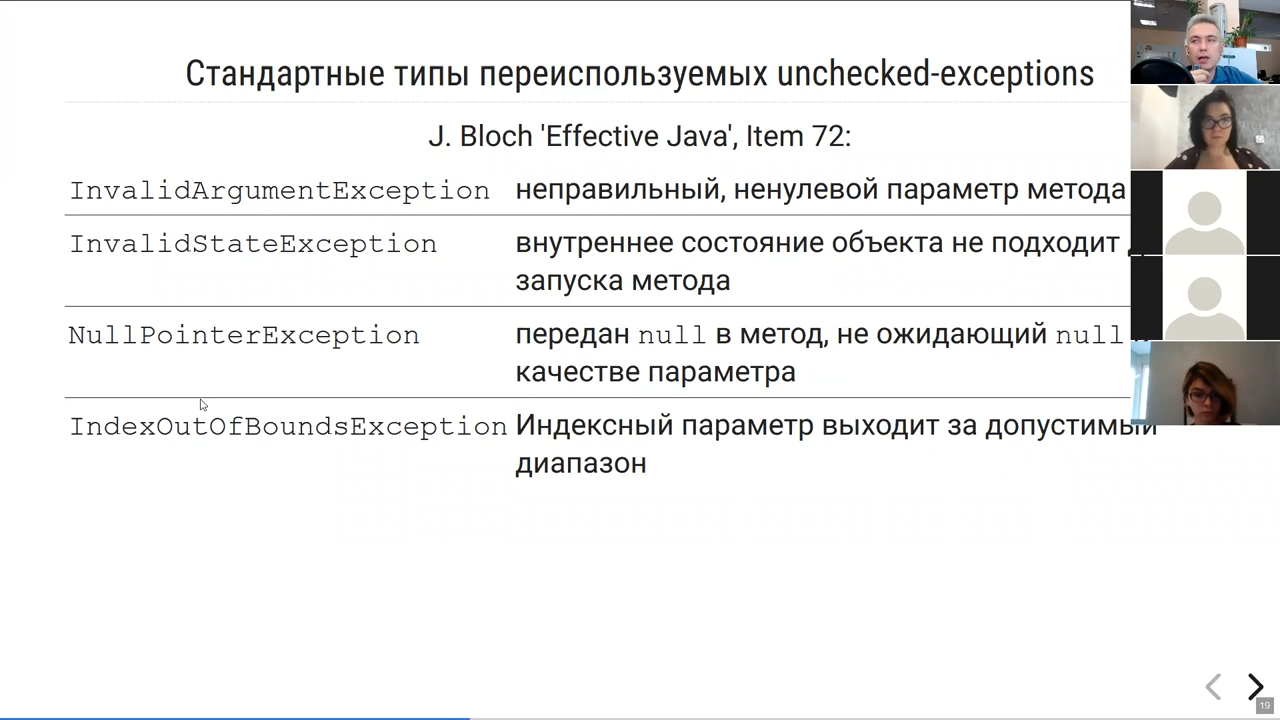 Стандартные типы переиспользуемых unchecked-exceptions
J. Bloch 'Effective Java', Item 72:
InvalidArgumentException неправильный, ненулевой параметр метода
InvalidStateException внутреннее состояние объекта не подходит
запуска метода
NullPointerException передан null в метод, не ожидающий null
качестве параметра
IndexOutOfBoundsException Индексный параметр выходит за допустимый
диапазон
19